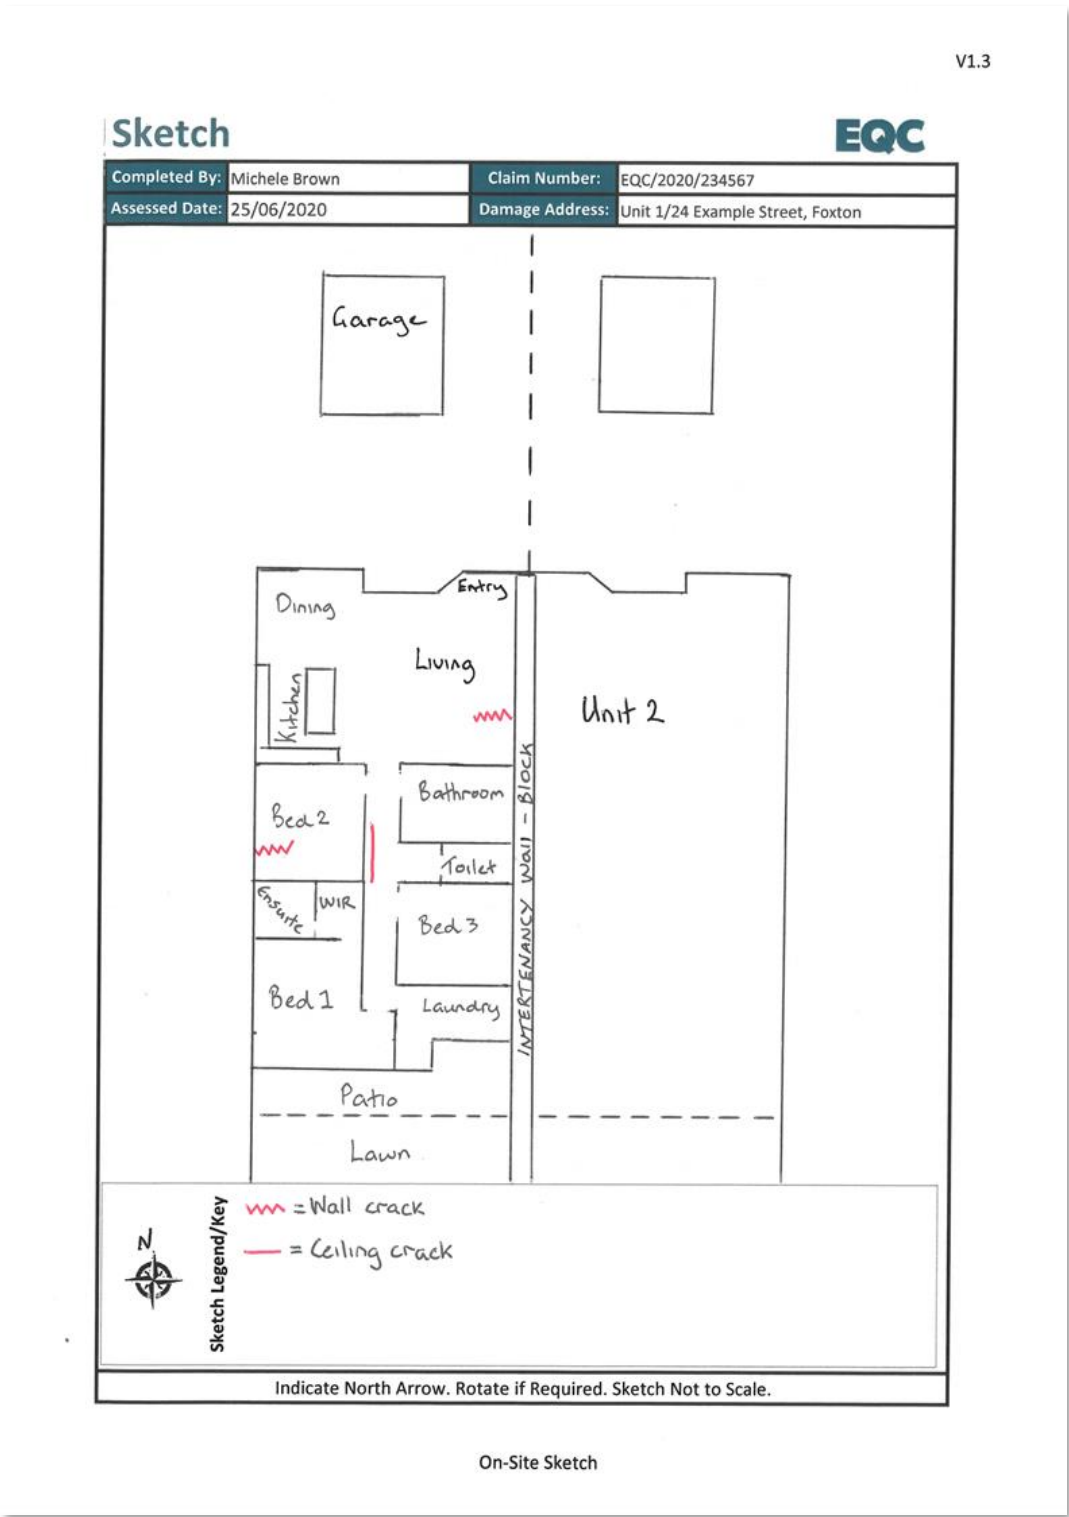 V1.3
Sketch
EQC
Completed By: Michele Brown
Claim Number: EQC/2020/234567
Assessed Date: 25/06/2020
Damage Address: Unit 1/24 Example Street, Foxton
Garage
Entry
Dining
Living
Kitchen
Unit 2
INTERTENANCY Wall - BLOCK
Bathroom
Bed 2
Toilet
Ensuite
WIR
Bed 3
Bed 1
Laundry
Patio
Lawn
Sketch Legend/Key
N
= Wall crack
= Ceiling crack
Indicate North Arrow. Rotate if Required. Sketch Not to Scale.
On-Site Sketch